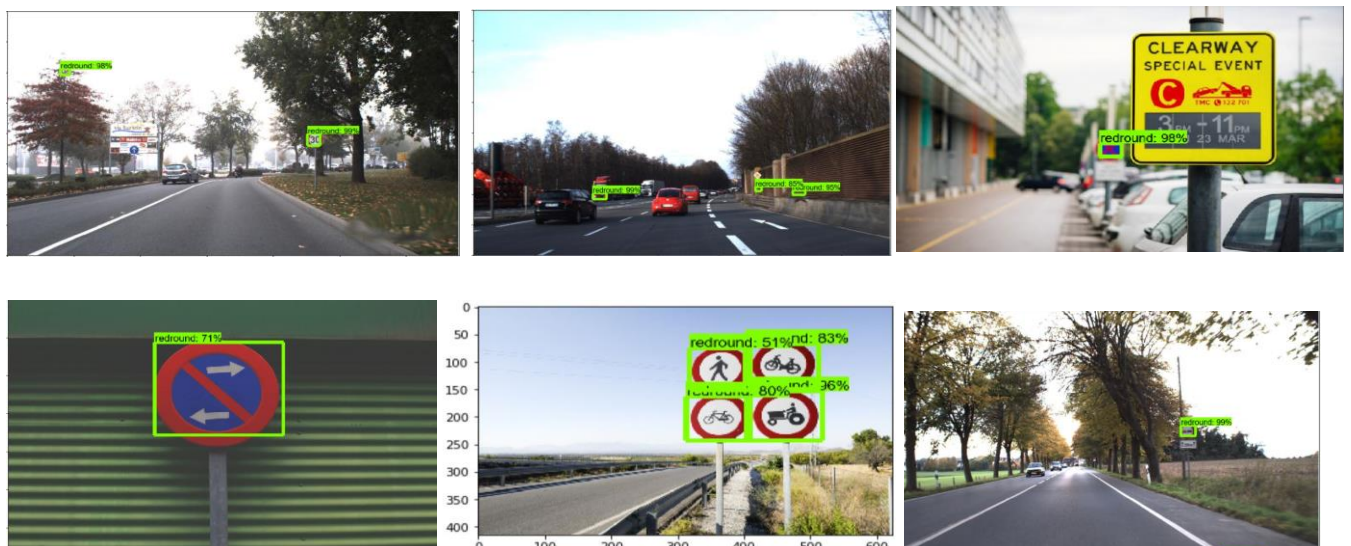 redround: 98%
redround: 99%
redround: 99%
redround: 85%
redround: 95%
CLEARWAY
SPECIAL EVENT
C
TMC 132 701
3PM - 11PM
23 MAR
redround: 98%
redround: 71%
0
50
100
150
200
250
300
350
400
0
100
200
300
400
500
600
redround: 51%
nd: 83%
redround: 80%
96%
redround: 99%